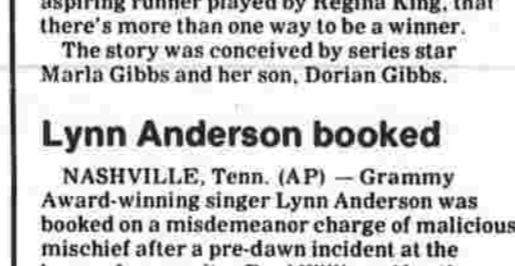 aspiring runner played by Regina King, that
there's more than one way to be a winner.
The story was conceived by series star
Marla Gibbs and her son, Dorian Gibbs.
Lynn Anderson booked
NASHVILLE, Tenn. (AP) — Grammy
Award-winning singer Lynn Anderson was
booked on a misdemeanor charge of malicious
mischief after a pre-dawn incident at the